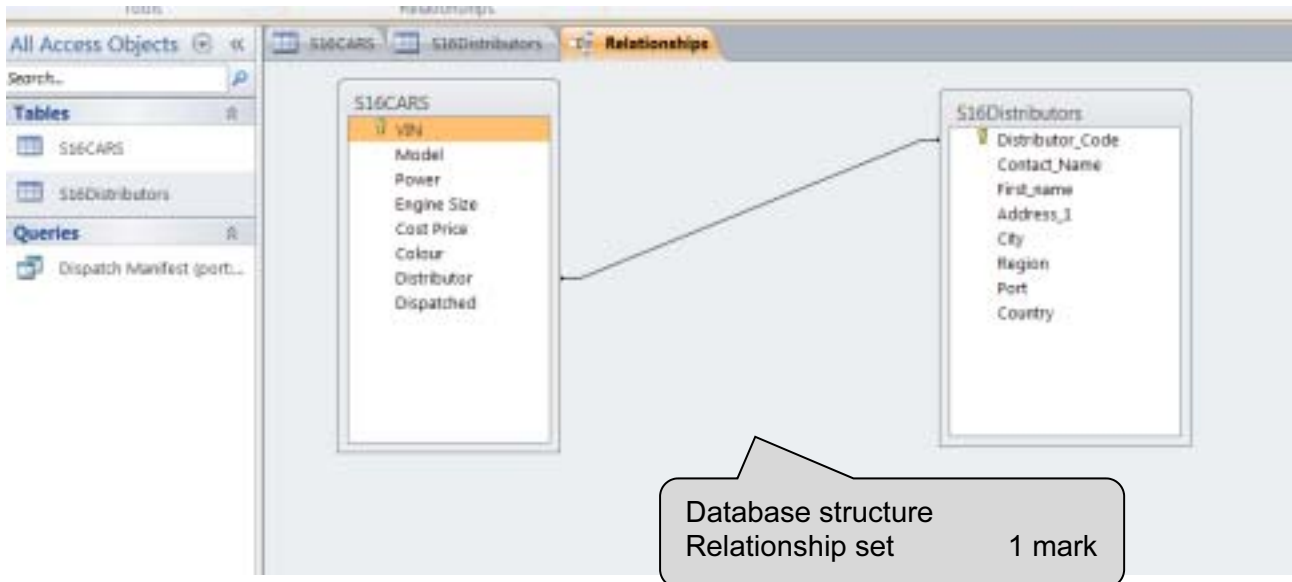 Tools
Relationships
All Access Objects
S16CARS
S16Distributors
Relationships
Search...
Tables
S16CARS
S16Distributors
Queries
Dispatch Manifest (port:...
S16CARS
VIN
Model
Power
Engine Size
Cost Price
Colour
Distributor
Dispatched
S16Distributors
Distributor_Code
Contact_Name
First_name
Address_1
City
Region
Port
Country
Database structure
Relationship set 1 mark